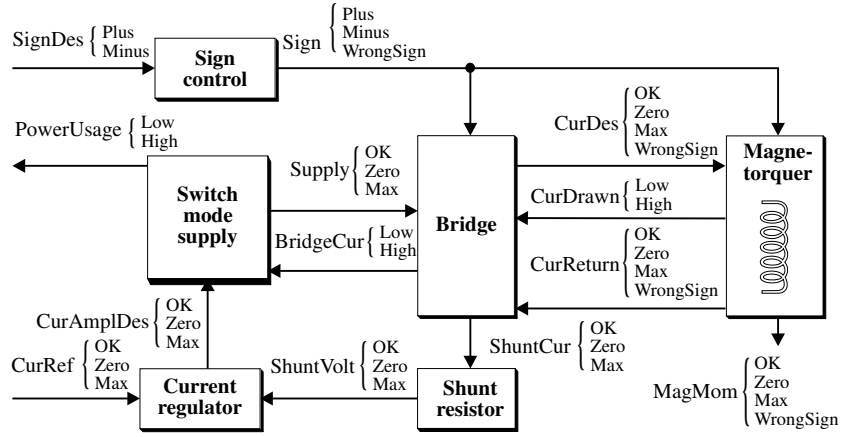 SignDes { Plus
Minus
Sign
control
Sign { Plus
Minus
WrongSign
PowerUsage { Low
High
Switch
mode
supply
Supply { OK
Zero
Max
BridgeCur { Low
High
Bridge
CurDes { OK
Zero
Max
WrongSign
CurDrawn { Low
High
CurReturn { OK
Zero
Max
WrongSign
Magne-
torquer
CurAmplDes { OK
Zero
Max
CurRef { OK
Zero
Max
Current
regulator
ShuntVolt { OK
Zero
Max
Shunt
resistor
ShuntCur { OK
Zero
Max
MagMom { OK
Zero
Max
WrongSign